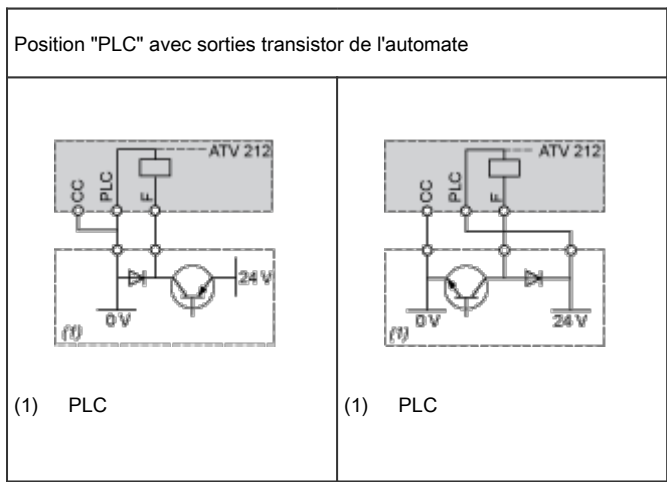 Position "PLC" avec sorties transistor de l'automate
ATV 212
CC
PLC
F
24 V
0 V
(1)
(1) PLC
ATV 212
CC
PLC
F
0 V
24 V
(1)
(1) PLC